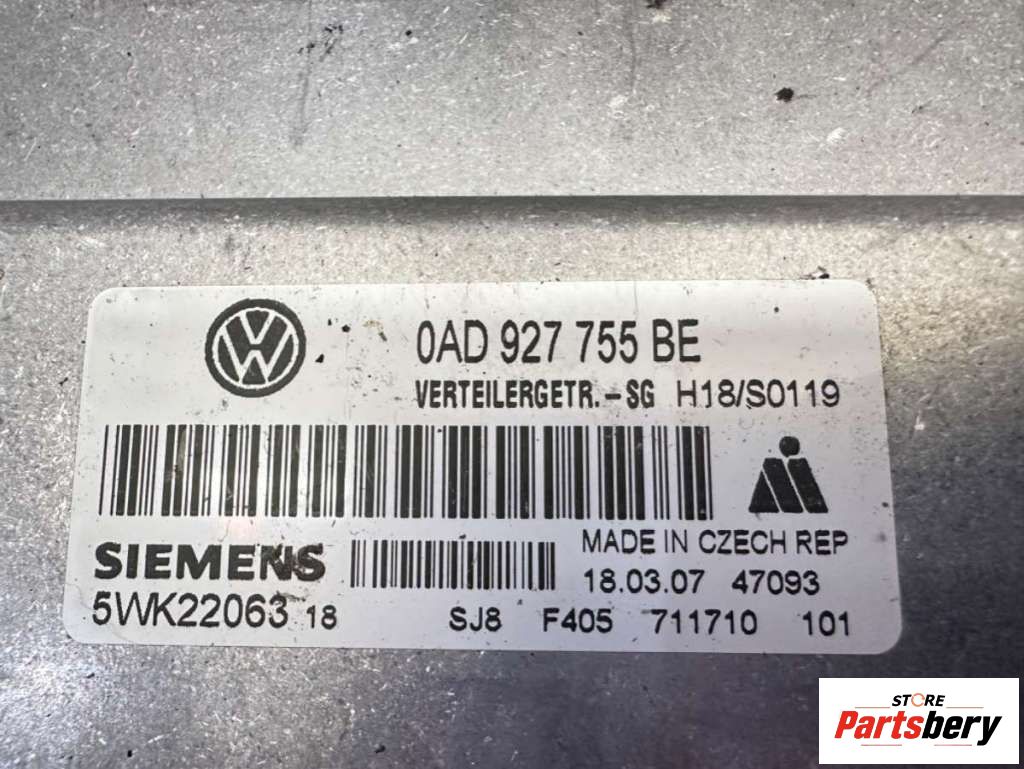 0AD 927 755 BE
VERTEILERGETR.-SG H18/S0119
SIEMENS
MADE IN CZECH REP
18.03.07 47093
5WK22063 18
SJ8 F405 711710 101
STORE
Partsbery